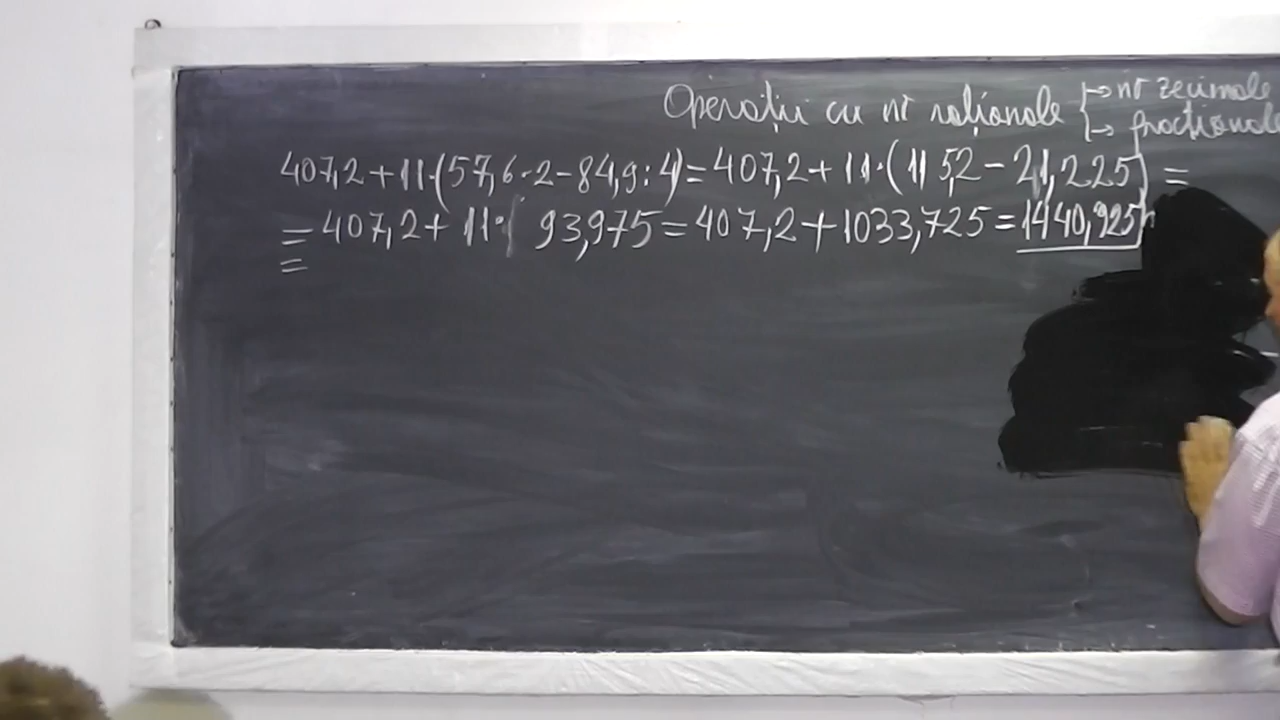 Operații cu nr raționale { → nr zecimale
→ fracționale
407,2 + 11·(57,6·2 - 84,9:4) = 407,2 + 11·(115,2 - 21,225) =
= 407,2 + 11· 93,975 = 407,2 + 1033,725 = 1440,925
=